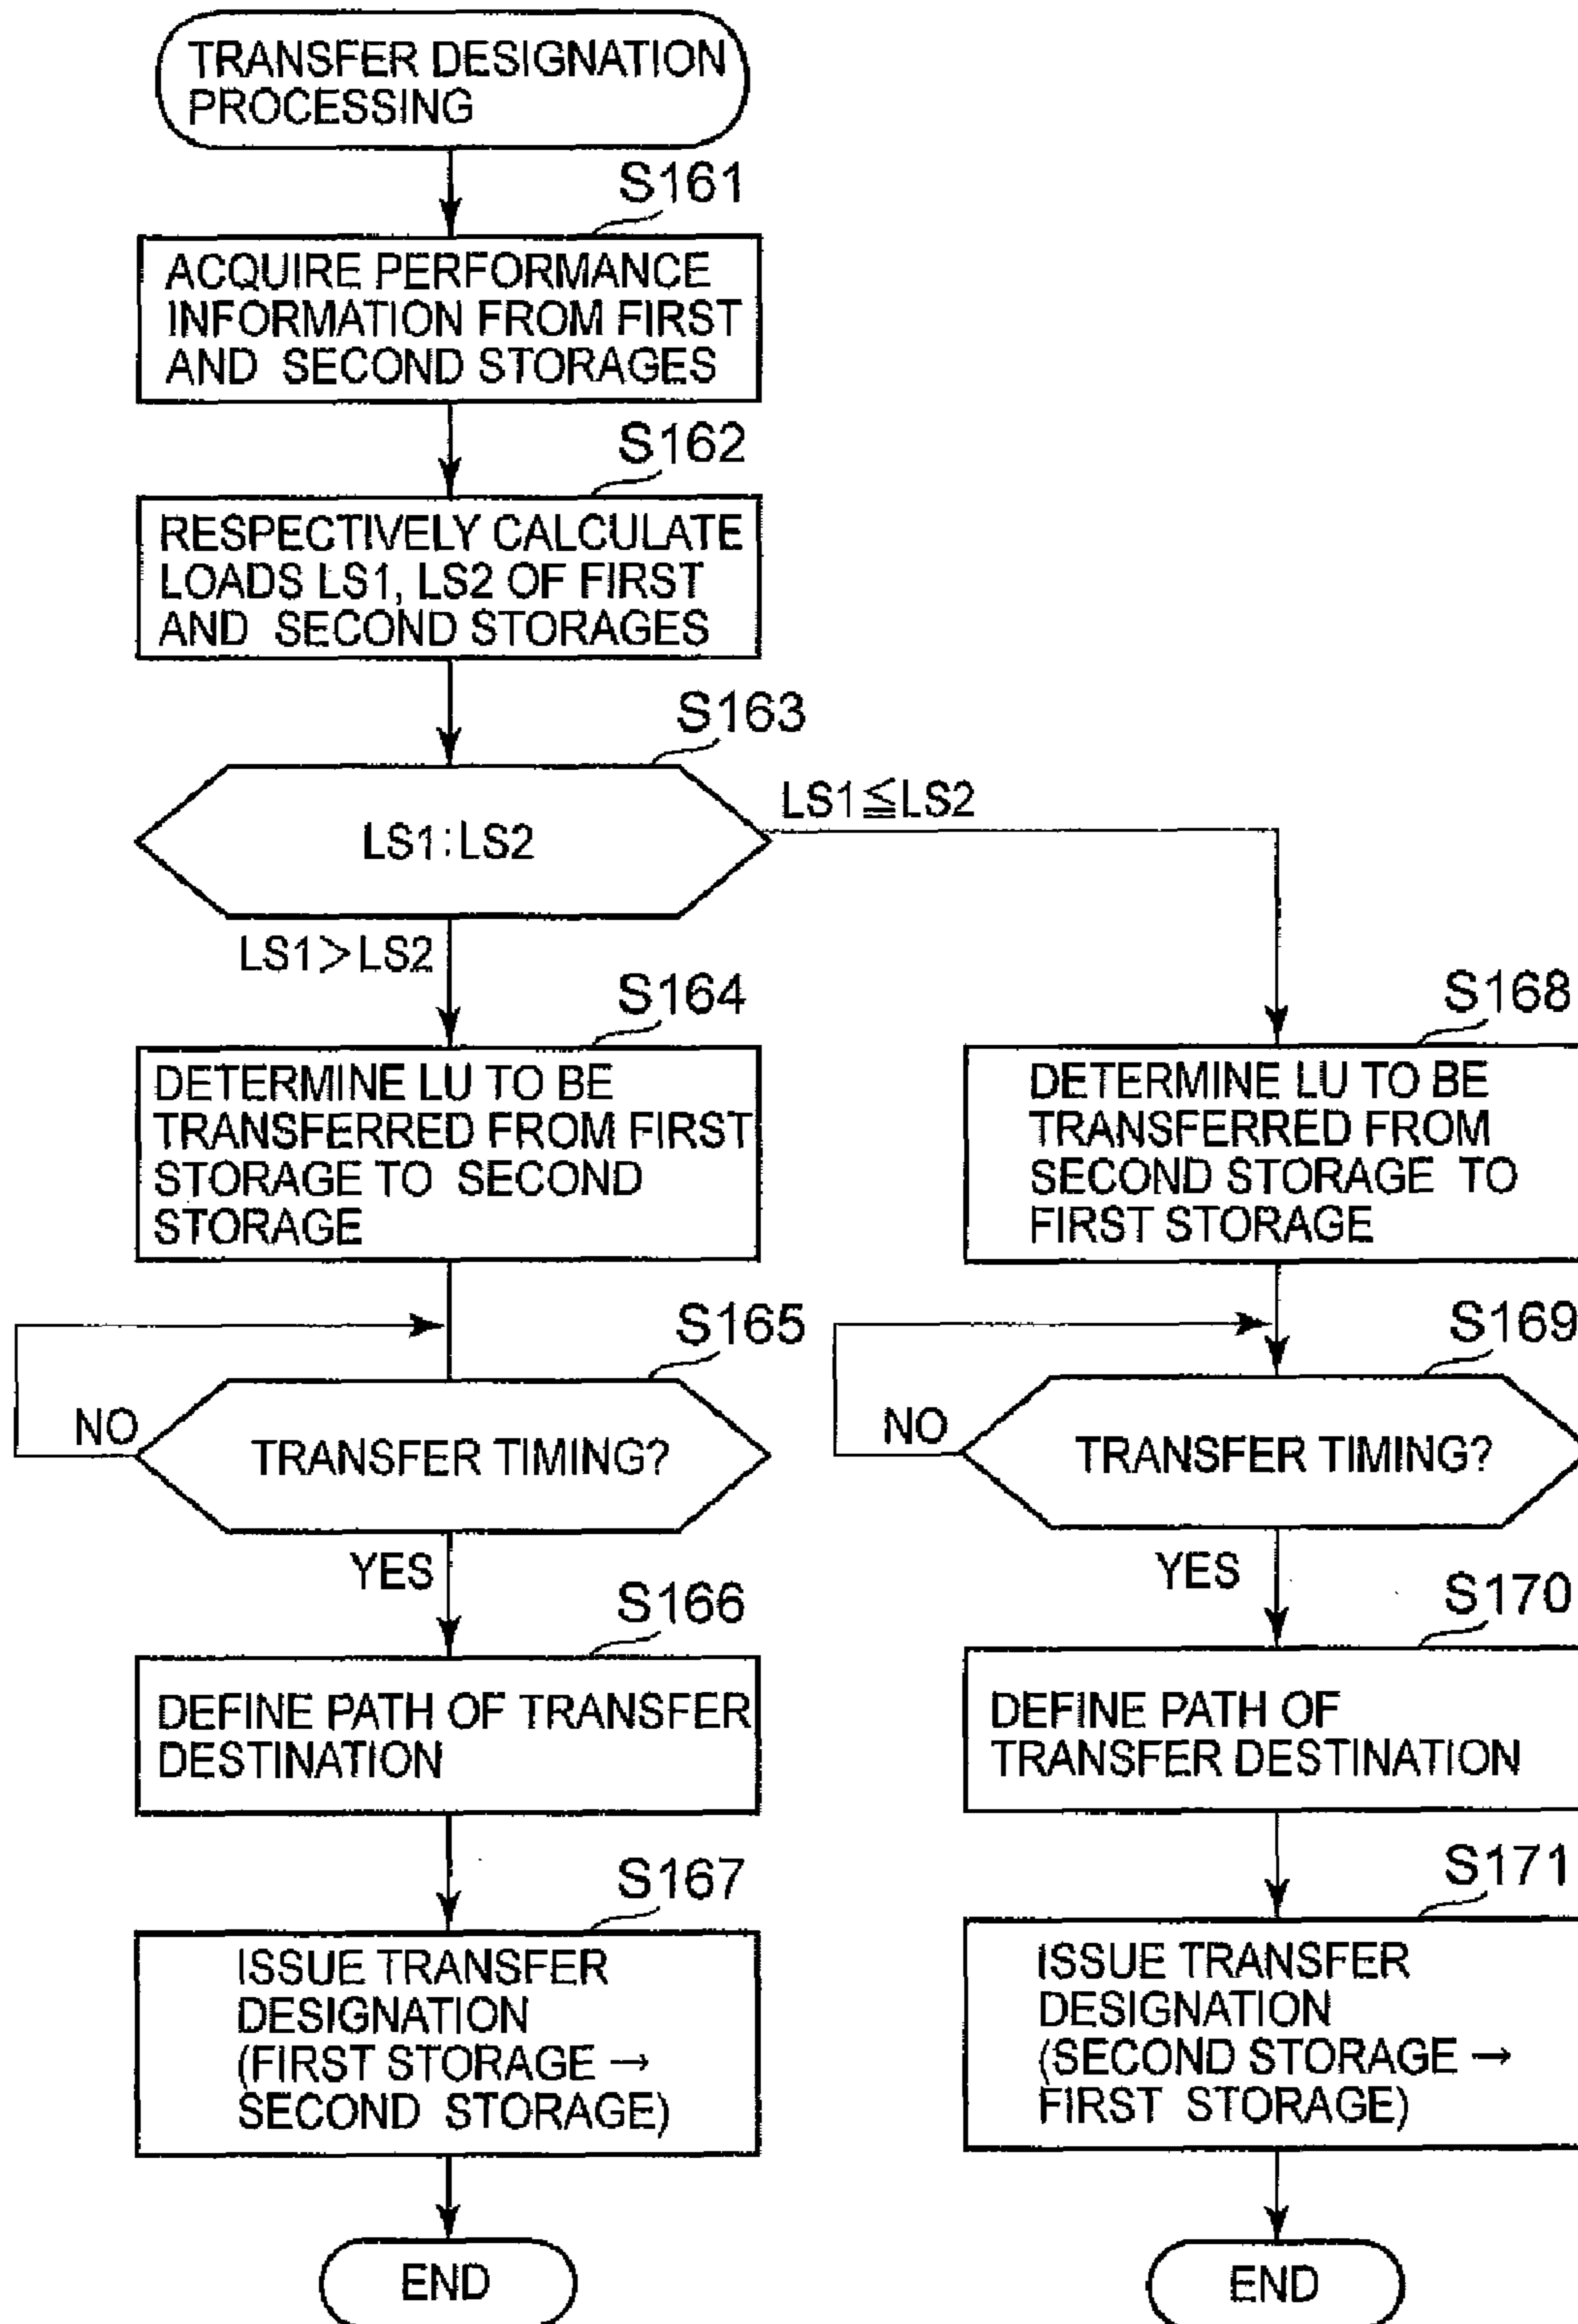 TRANSFER DESIGNATION
PROCESSING
S161
ACQUIRE PERFORMANCE
INFORMATION FROM FIRST
AND SECOND STORAGES
S162
RESPECTIVELY CALCULATE
LOADS LS1, LS2 OF FIRST
AND SECOND STORAGES
S163
LS1:LS2
LS1≦LS2
LS1>LS2
S164
DETERMINE LU TO BE
TRANSFERRED FROM FIRST
STORAGE TO SECOND
STORAGE
S165
TRANSFER TIMING?
NO
YES
S166
DEFINE PATH OF TRANSFER
DESTINATION
S167
ISSUE TRANSFER
DESIGNATION
(FIRST STORAGE →
SECOND STORAGE)
END
S168
DETERMINE LU TO BE
TRANSFERRED FROM
SECOND STORAGE TO
FIRST STORAGE
S169
TRANSFER TIMING?
NO
YES
S170
DEFINE PATH OF
TRANSFER DESTINATION
S171
ISSUE TRANSFER
DESIGNATION
(SECOND STORAGE →
FIRST STORAGE)
END